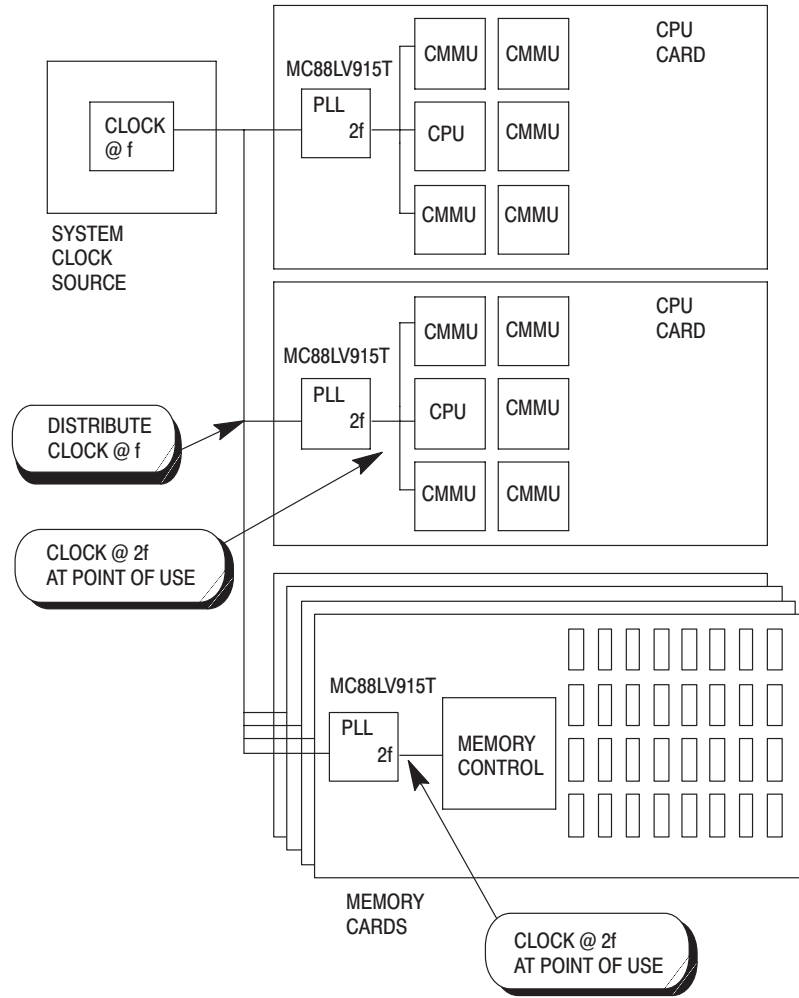 CPU
CARD
MC88LV915T
PLL
2f
CMMU
CMMU
CPU
CMMU
CMMU
CMMU
CLOCK
@ f
SYSTEM
CLOCK
SOURCE
CPU
CARD
MC88LV915T
PLL
2f
CMMU
CMMU
CPU
CMMU
CMMU
CMMU
DISTRIBUTE
CLOCK @ f
CLOCK @ 2f
AT POINT OF USE
MC88LV915T
PLL
2f
MEMORY
CONTROL
MEMORY
CARDS
CLOCK @ 2f
AT POINT OF USE